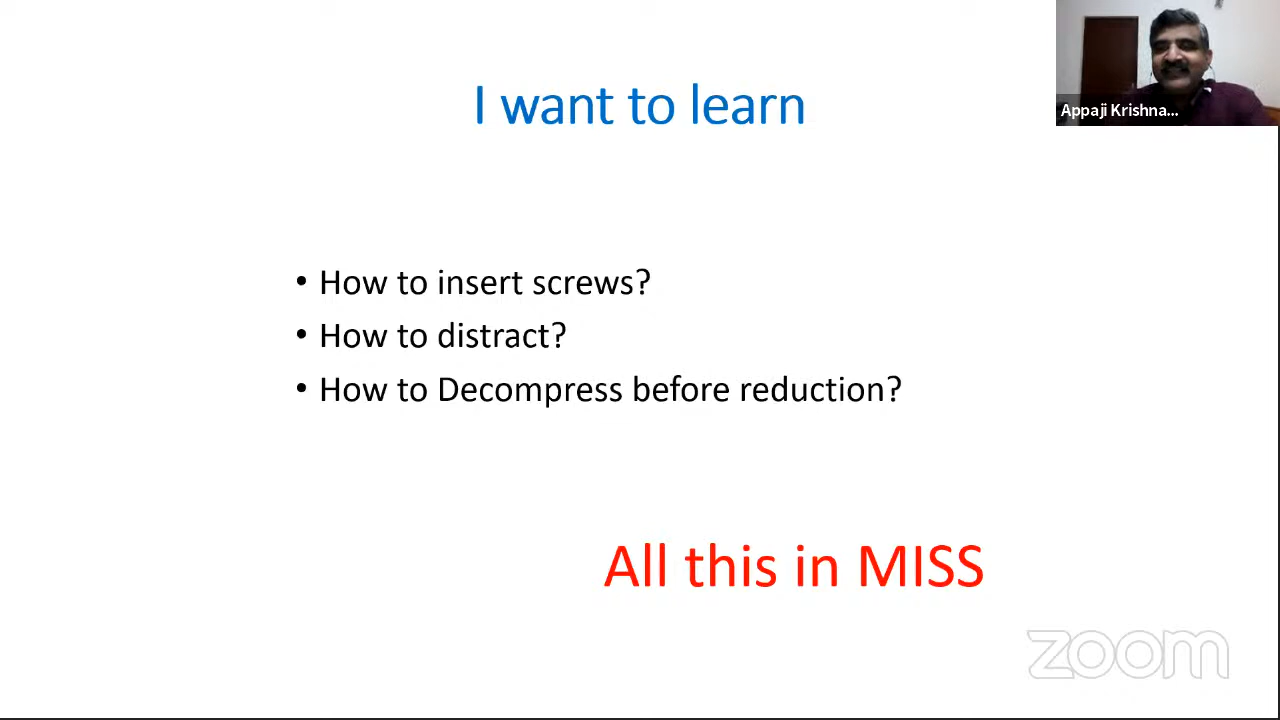 I want to learn
Appaji Krishna...
• How to insert screws?
• How to distract?
• How to Decompress before reduction?
All this in MISS
zoom